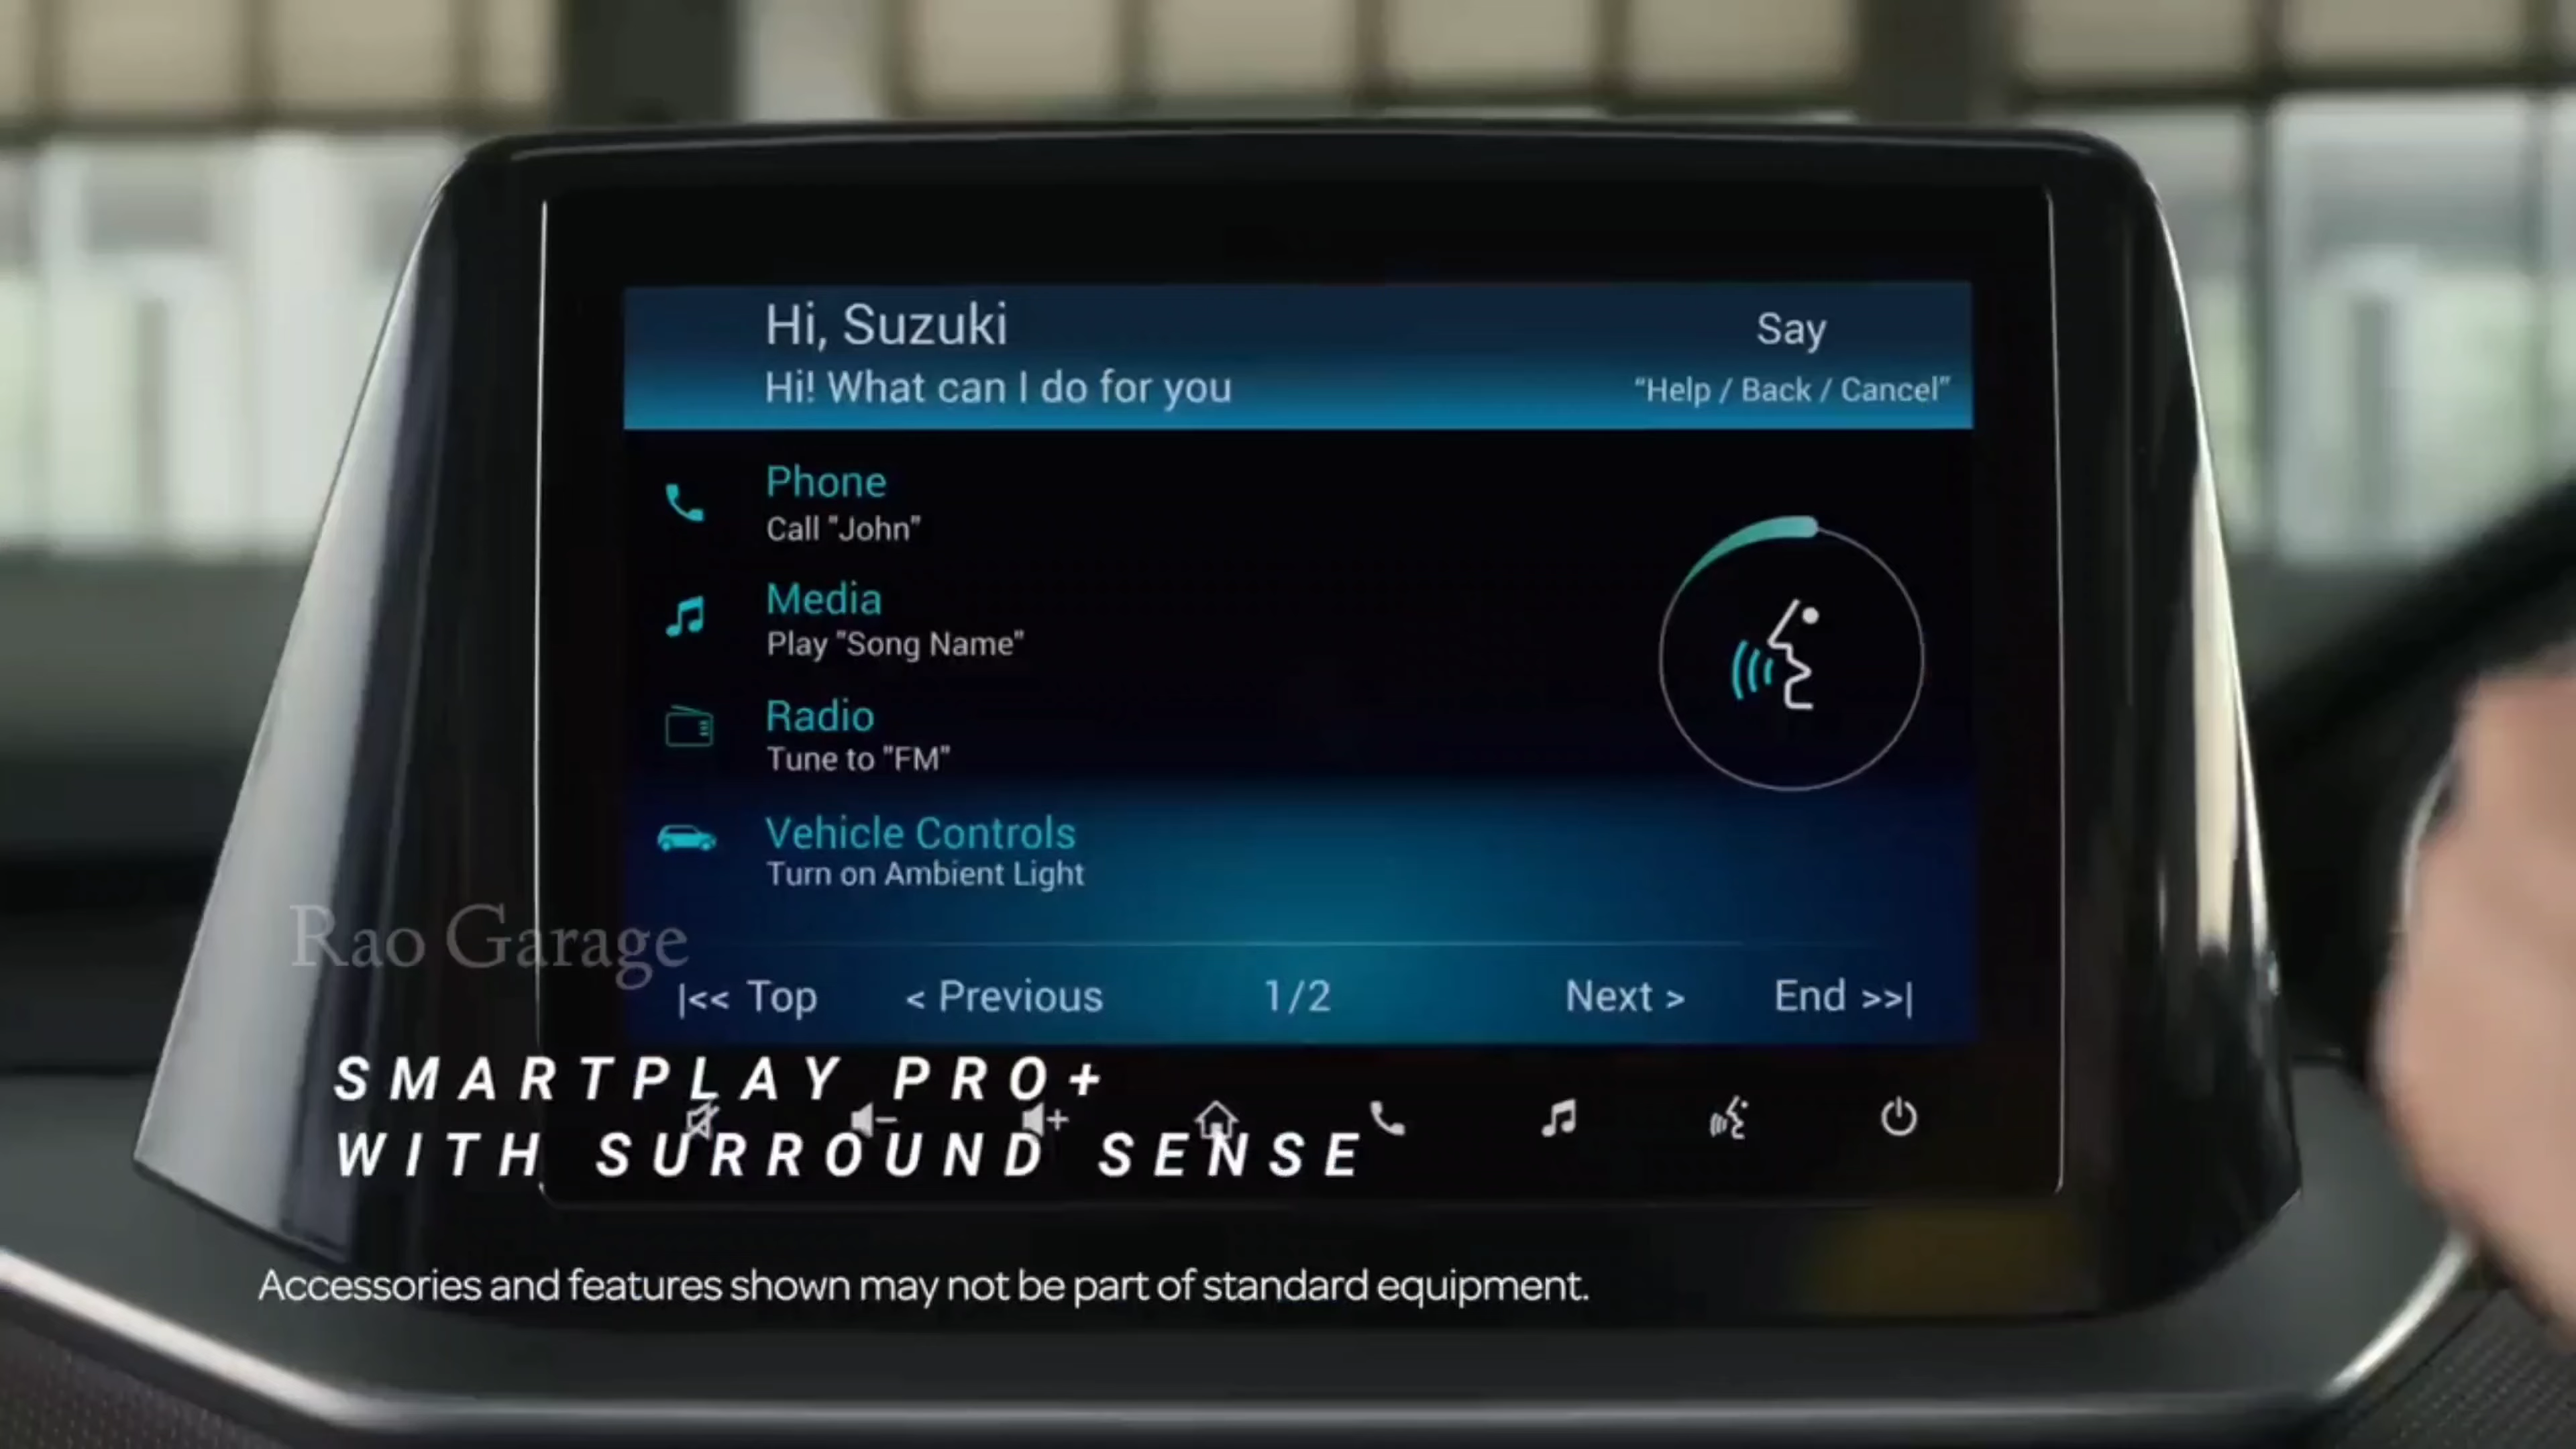 Hi, Suzuki
Say
Hi! What can I do for you
“Help / Back / Cancel”
Phone
Call "John"
Media
Play "Song Name"
Radio
Tune to "FM"
Vehicle Controls
Turn on Ambient Light
Rao Garage
|<< Top < Previous 1/2 Next > End >>|
SMARTPLAY PRO+
WITH SURROUND SENSE
Accessories and features shown may not be part of standard equipment.